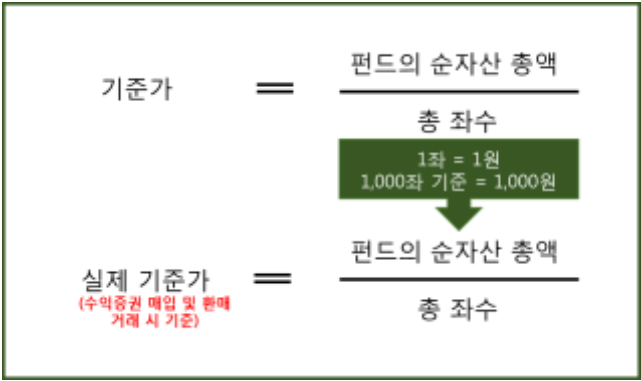 펀드의 순자산 총액
기준가 =
총 좌수
1좌 = 1원
1,000좌 기준 = 1,000원
펀드의 순자산 총액
실제 기준가 =
(수익증권 매입 및 환매
거래 시 기준)
총 좌수